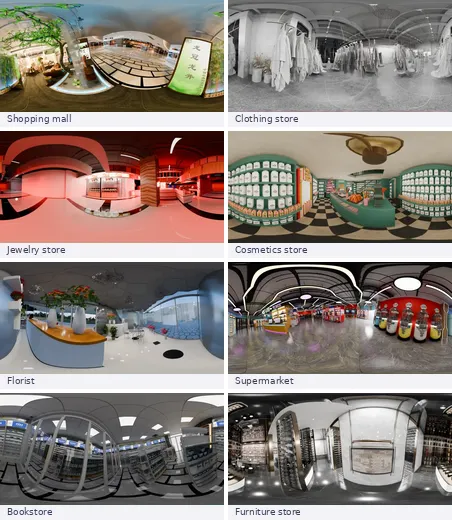 Shopping mall
Clothing store
Jewelry store
Cosmetics store
Florist
Supermarket
Bookstore
Furniture store